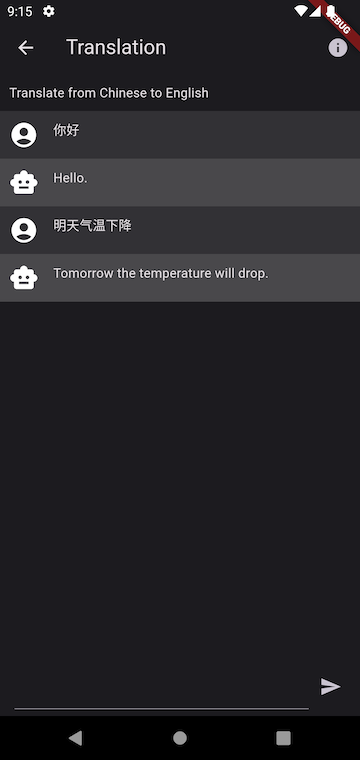 9:15
DEBUG
Translation
Translate from Chinese to English
你好
Hello.
明天气温下降
Tomorrow the temperature will drop.